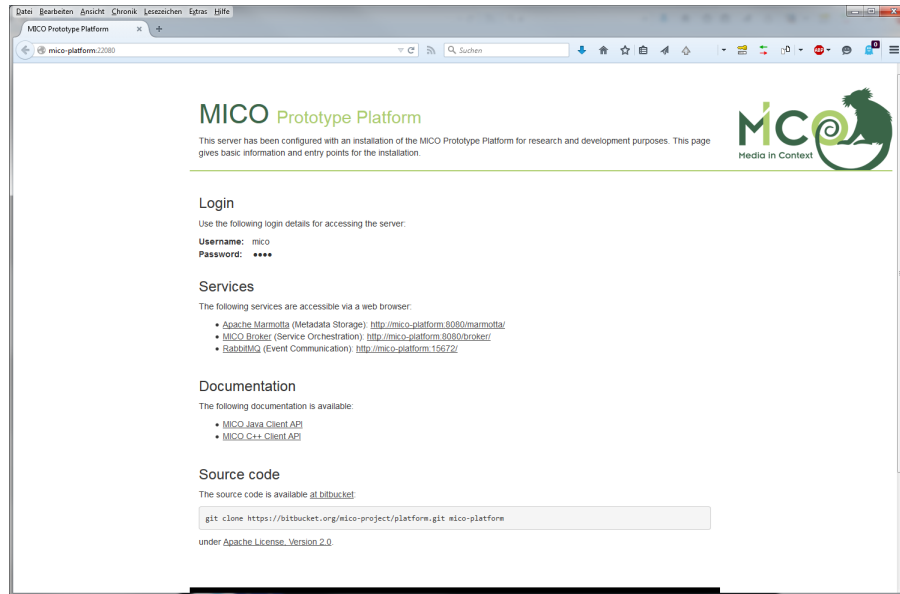 Datei Bearbeiten Ansicht Chronik Lesezeichen Extras Hilfe
MICO Prototype Platform × +
mico-platform:22080
Suchen
ABP
0
MICO Prototype Platform
This server has been configured with an installation of the MICO Prototype Platform for research and development purposes. This page
gives basic information and entry points for the installation.
MICO
Media in Context
Login
Use the following login details for accessing the server:
Username: mico
Password: ●●●●
Services
The following services are accessible via a web browser:
• Apache Marmotta (Metadata Storage): http://mico-platform:8080/marmotta/
• MICO Broker (Service Orchestration): http://mico-platform:8080/broker/
• RabbitMQ (Event Communication): http://mico-platform:15672/
Documentation
The following documentation is available:
• MICO Java Client API
• MICO C++ Client API
Source code
The source code is available at bitbucket:
git clone https://bitbucket.org/mico-project/platform.git mico-platform
under Apache License, Version 2.0.